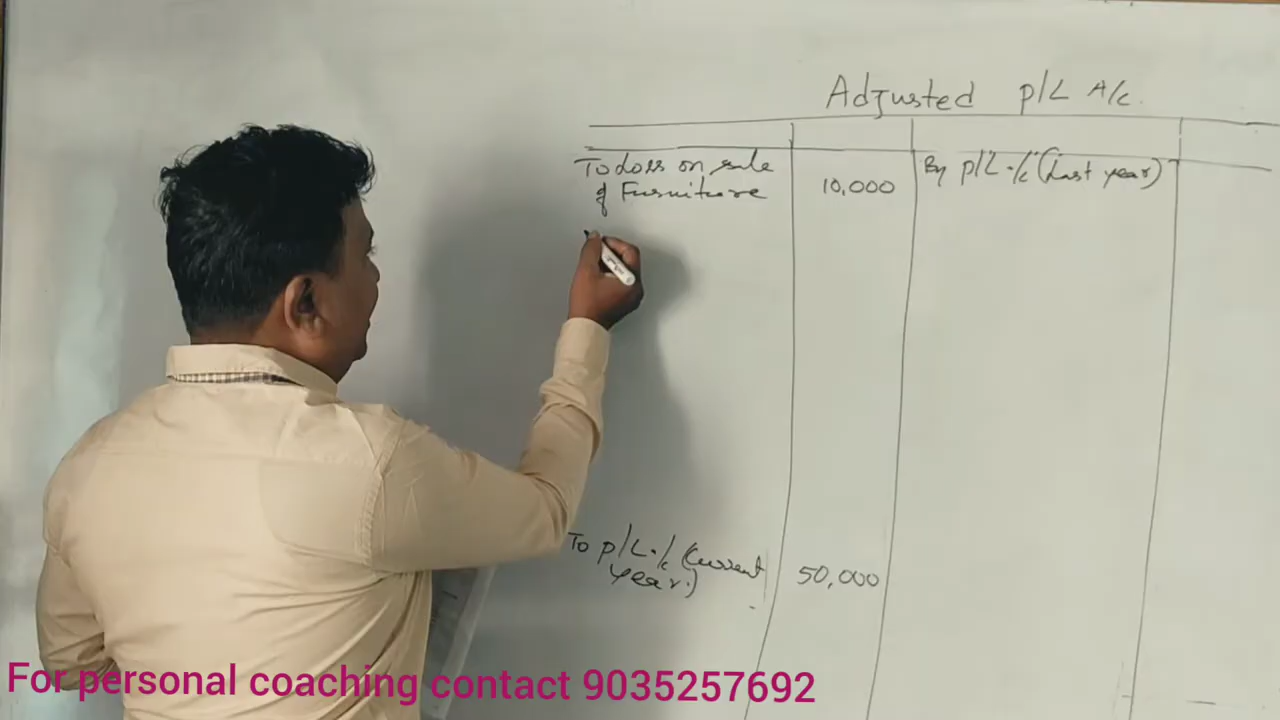 Adjusted P/L A/c.
To Loss on sale
of Furniture
10,000
By P/L A/c (Last year)
To P/L A/c (Current
year.)
50,000
For personal coaching contact 9035257692